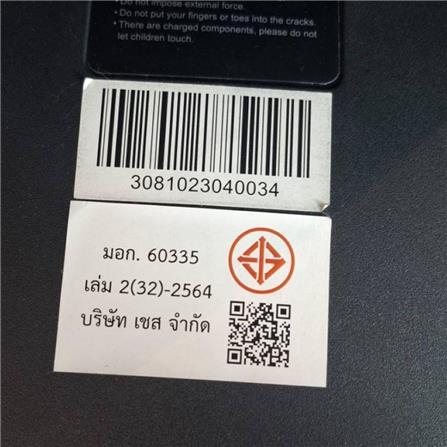 • Do not impose external force.
• Do not put your fingers or toes into the cracks.
• There are charged components, please do not
let children touch.
3081023040034
มอก. 60335
เล่ม 2(32)-2564
บริษัท เชส จำกัด